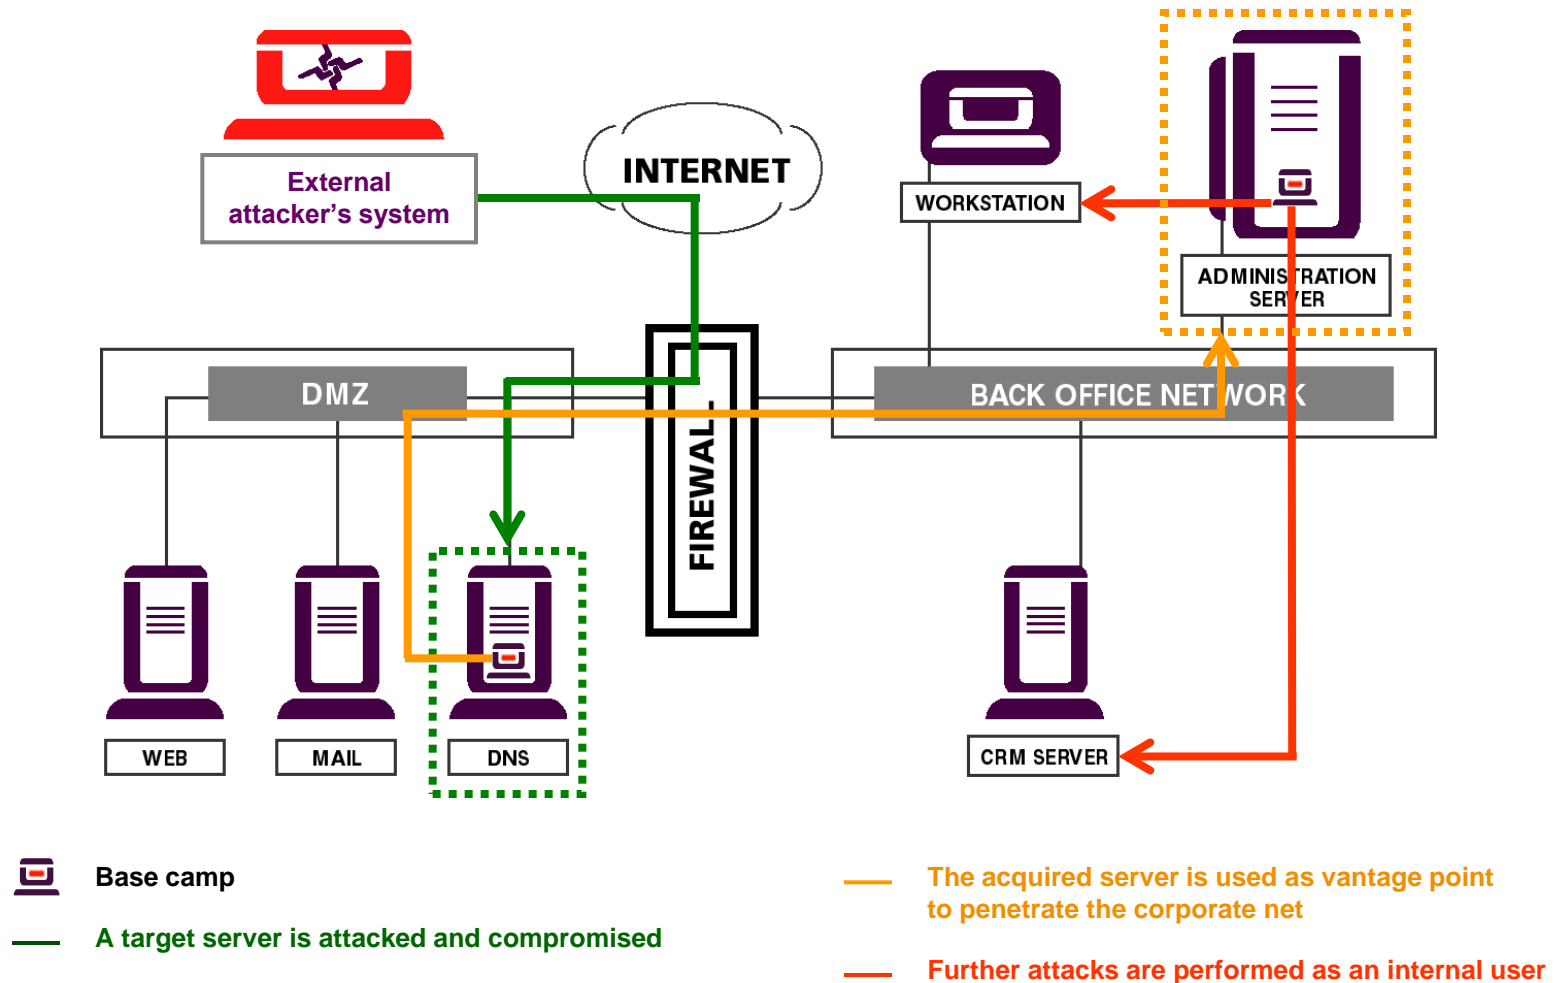 External
attacker’s system
INTERNET
WORKSTATION
ADMINISTRATION
SERVER
DMZ
FIREWALL
BACK OFFICE NETWORK
WEB
MAIL
DNS
CRM SERVER
Base camp
A target server is attacked and compromised
The acquired server is used as vantage point
to penetrate the corporate net
Further attacks are performed as an internal user